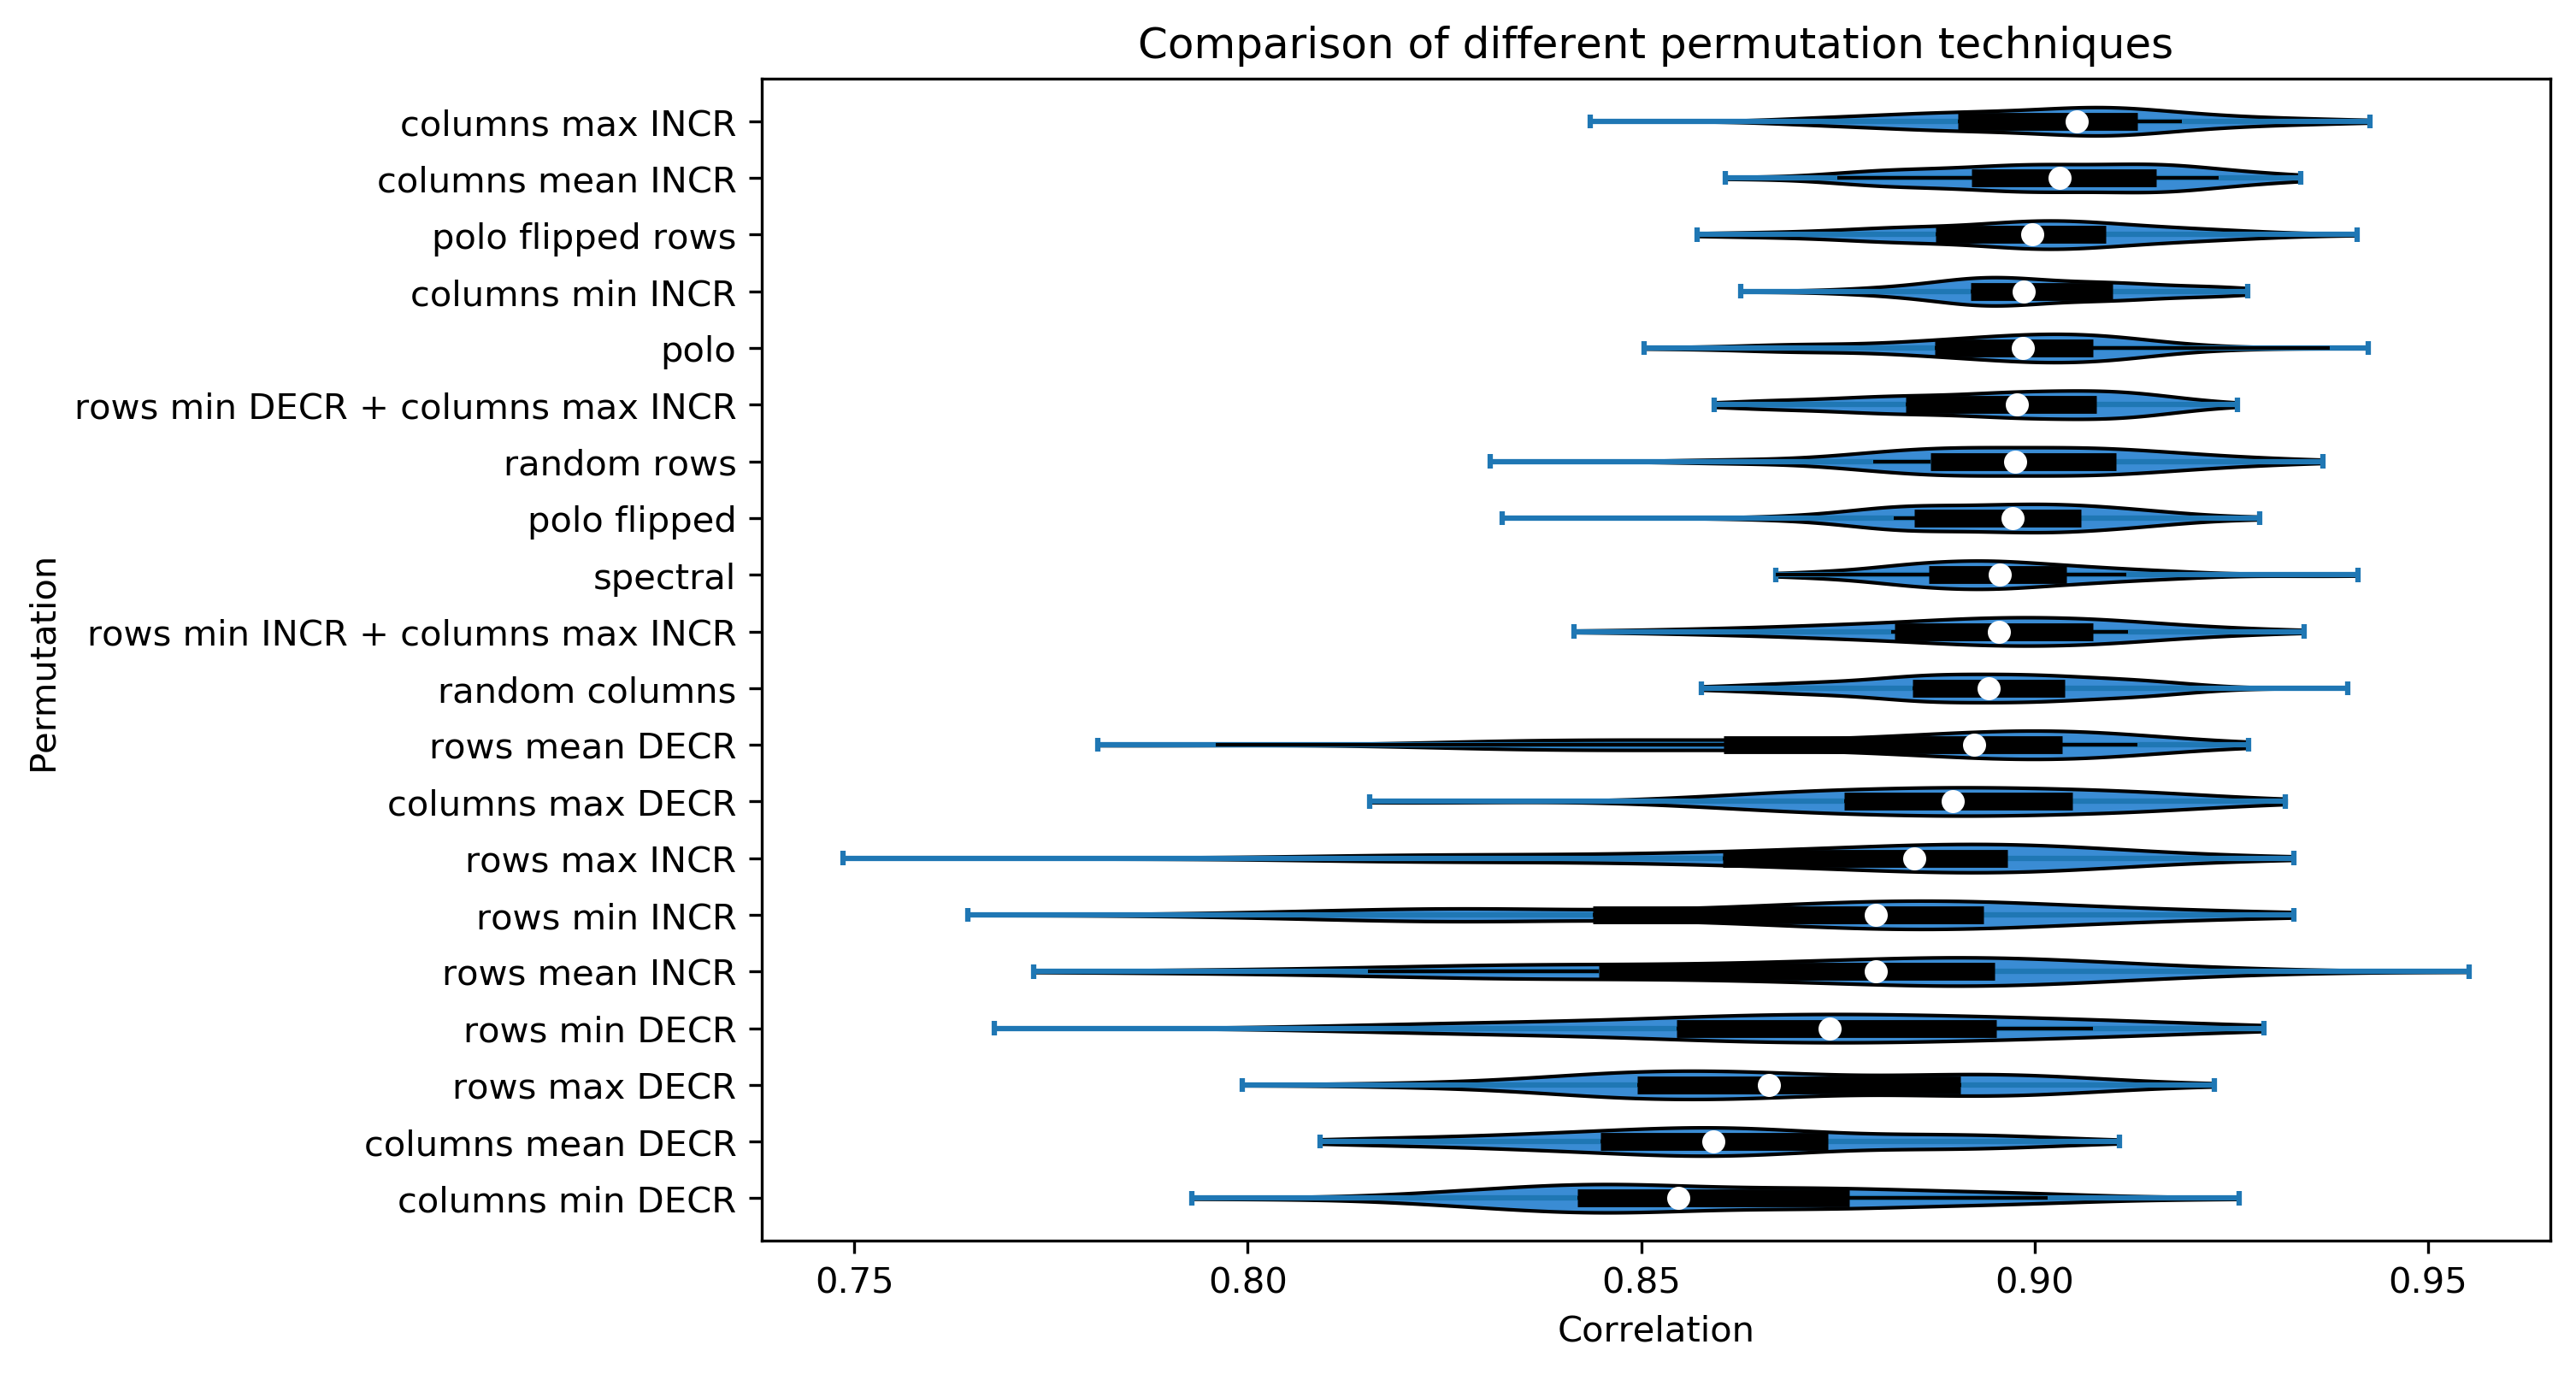 Comparison of different permutation techniques
Permutation
columns max INCR
columns mean INCR
polo flipped rows
columns min INCR
polo
rows min DECR + columns max INCR
random rows
polo flipped
spectral
rows min INCR + columns max INCR
random columns
rows mean DECR
columns max DECR
rows max INCR
rows min INCR
rows mean INCR
rows min DECR
rows max DECR
columns mean DECR
columns min DECR
0.75 0.80 0.85 0.90 0.95
Correlation